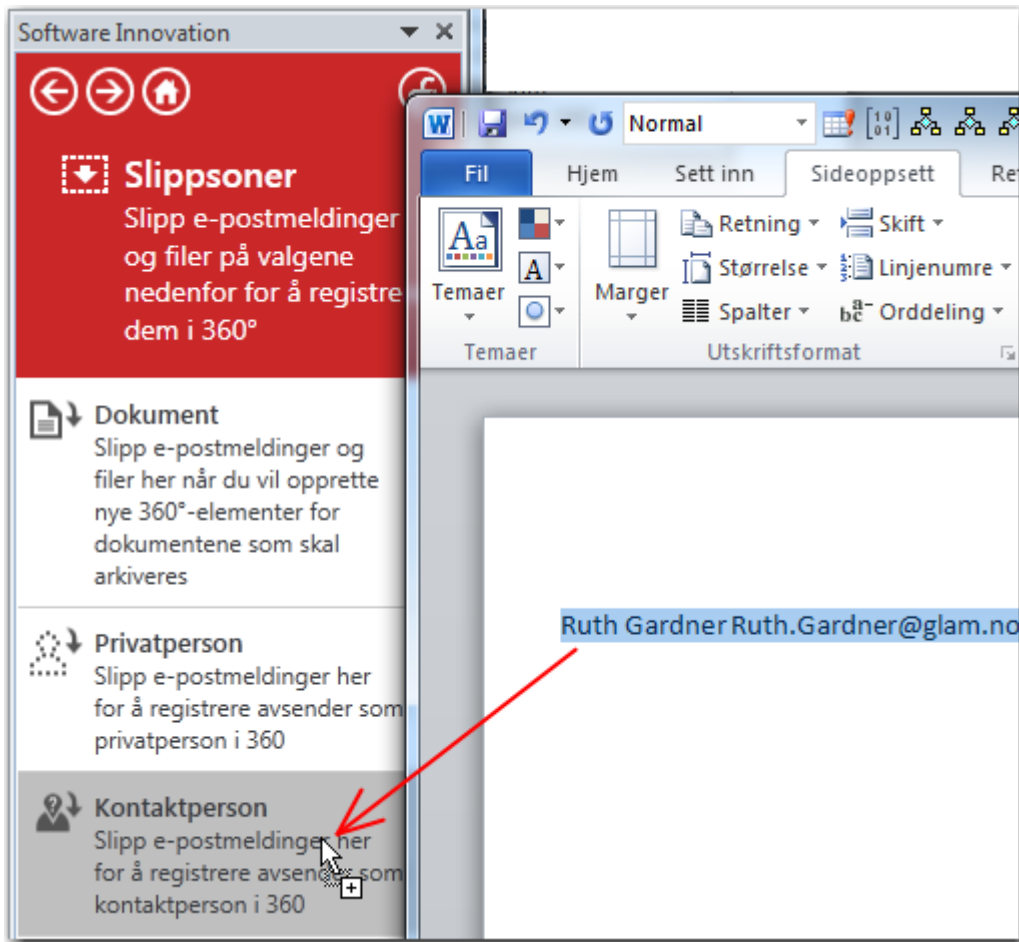 Software Innovation
Slippsoner
Slipp e-postmeldinger
og filer på valgene
nedenfor for å registre
dem i 360°
Dokument
Slipp e-postmeldinger og
filer her når du vil opprette
nye 360°-elementer for
dokumentene som skal
arkiveres
Privatperson
Slipp e-postmeldinger her
for å registrere avsender som
privatperson i 360
Kontaktperson
Slipp e-postmeldinger her
for å registrere avsender som
kontaktperson i 360
Normal
Fil Hjem Sett inn Sideoppsett Re
Temaer
Marger
Retning
Størrelse
Spalter
Skift
Linjenumre
Orddeling
Temaer Utskriftsformat
Ruth Gardner Ruth.Gardner@glam.no